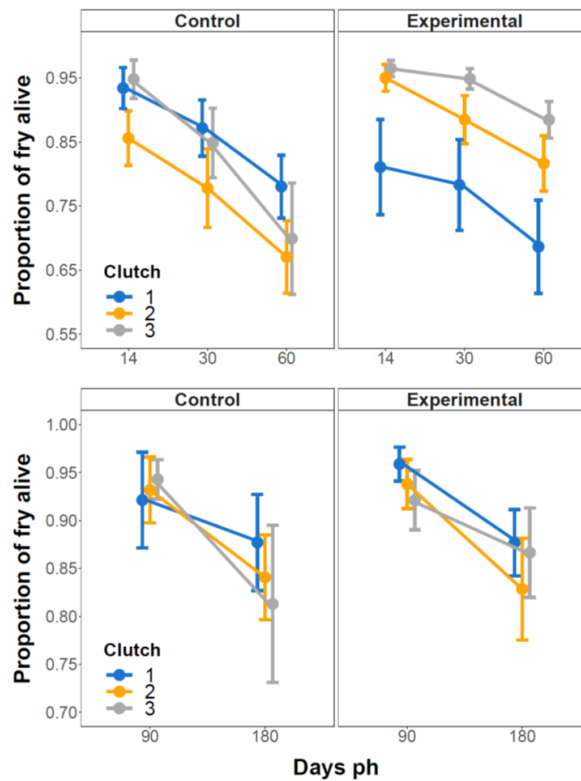 Control Experimental
Proportion of fry alive
0.95
0.85
0.75
0.65
0.55
Clutch
1
2
3
14 30 60 14 30 60
Control Experimental
Proportion of fry alive
1.00
0.95
0.90
0.85
0.80
0.75
0.70
Clutch
1
2
3
90 180 90 180
Days ph